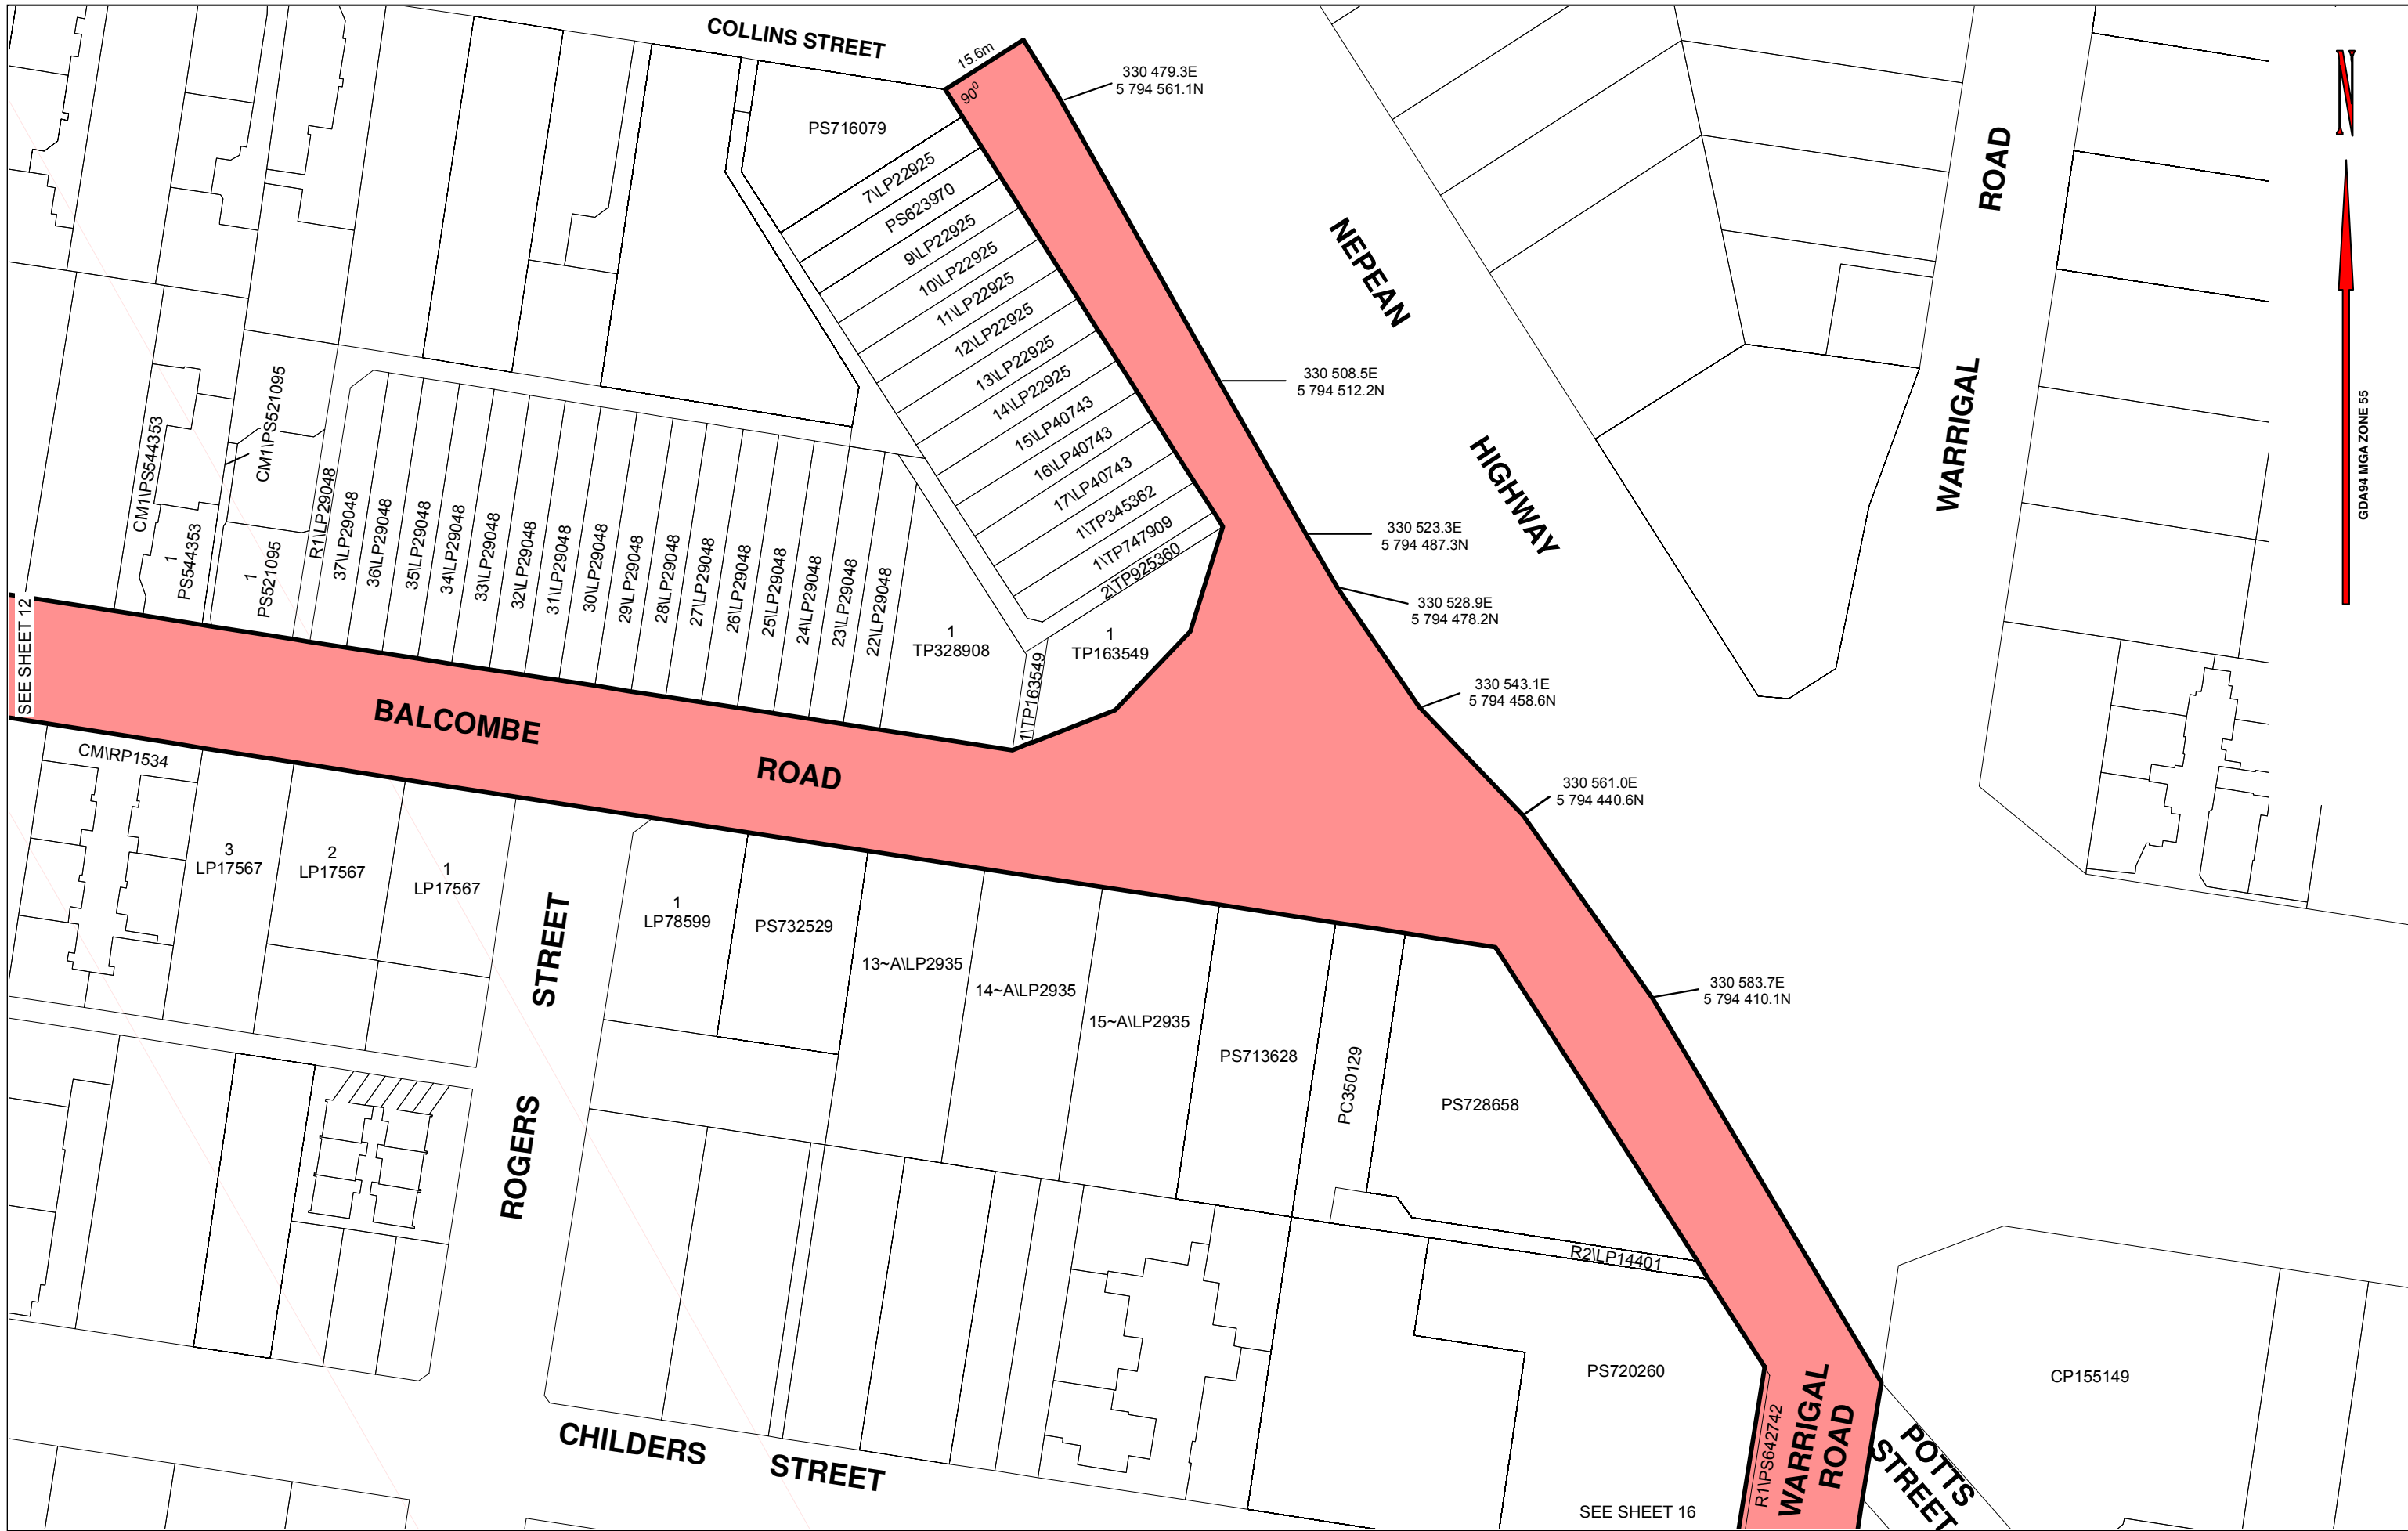 COLLINS STREET
15.6m
90⁰
330 479.3E
5 794 561.1N
N
PS716079
7\LP22925
PS623970
9\LP22925
10\LP22925
11\LP22925
12\LP22925
13\LP22925
14\LP22925
15\LP40743
16\LP40743
17\LP40743
1\TP345362
1\TP747909
2\TP925360
NEPEAN
HIGHWAY
WARRIGAL
ROAD
GDA94 MGA ZONE 55
330 508.5E
5 794 512.2N
330 523.3E
5 794 487.3N
330 528.9E
5 794 478.2N
330 543.1E
5 794 458.6N
330 561.0E
5 794 440.6N
330 583.7E
5 794 410.1N
SEE SHEET 12
CM1\PS544353
1
PS544353
CM1\PS521095
1
PS521095
R1\LP29048
37\LP29048
36\LP29048
35\LP29048
34\LP29048
33\LP29048
32\LP29048
31\LP29048
30\LP29048
29\LP29048
28\LP29048
27\LP29048
26\LP29048
25\LP29048
24\LP29048
23\LP29048
22\LP29048
1
TP328908
1\TP163549
1
TP163549
BALCOMBE
ROAD
CM\RP1534
3
LP17567
2
LP17567
1
LP17567
ROGERS
STREET
1
LP78599
PS732529
13~A\LP2935
14~A\LP2935
15~A\LP2935
PS713628
PC350129
PS728658
R2\LP14401
PS720260
CP155149
CHILDERS
STREET
SEE SHEET 16
R1\PS642742
WARRIGAL
ROAD
POTTS
STREET